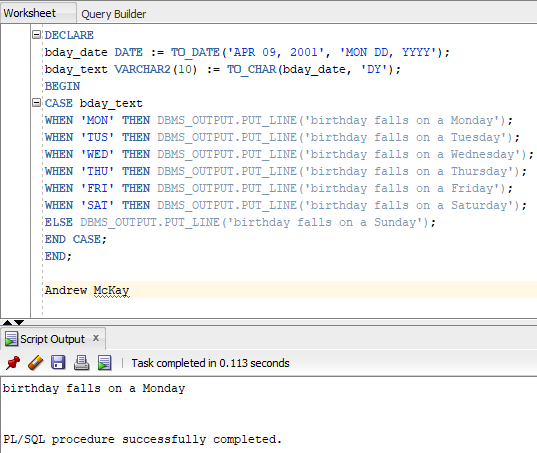 Worksheet Query Builder
DECLARE
bday_date DATE := TO_DATE('APR 09, 2001', 'MON DD, YYYY');
bday_text VARCHAR2(10) := TO_CHAR(bday_date, 'DY');
BEGIN
CASE bday_text
WHEN 'MON' THEN DBMS_OUTPUT.PUT_LINE('birthday falls on a Monday');
WHEN 'TUS' THEN DBMS_OUTPUT.PUT_LINE('birthday falls on a Tuesday');
WHEN 'WED' THEN DBMS_OUTPUT.PUT_LINE('birthday falls on a Wednesday');
WHEN 'THU' THEN DBMS_OUTPUT.PUT_LINE('birthday falls on a Thursday');
WHEN 'FRI' THEN DBMS_OUTPUT.PUT_LINE('birthday falls on a Friday');
WHEN 'SAT' THEN DBMS_OUTPUT.PUT_LINE('birthday falls on a Saturday');
ELSE DBMS_OUTPUT.PUT_LINE('birthday falls on a Sunday');
END CASE;
END;
Andrew McKay
Script Output x
Task completed in 0.113 seconds
birthday falls on a Monday
PL/SQL procedure successfully completed.